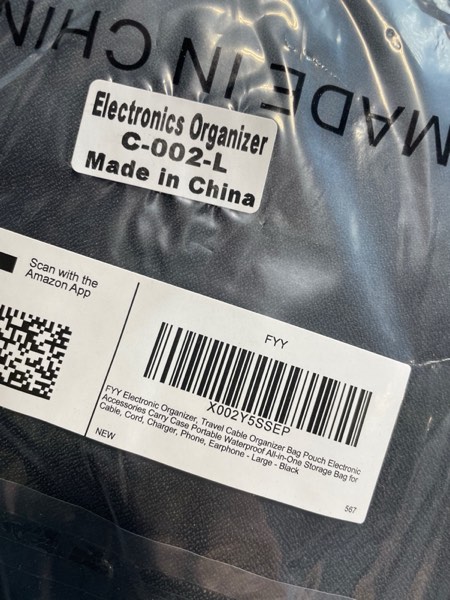 MADE IN CHIN
Electronics Organizer
C-002-L
Made in China
Scan with the
Amazon App
FYY
X002Y5SSEP
FYY Electronic Organizer, Travel Cable Organizer Bag Pouch Electronic
Accessories Carry Case Portable Waterproof All-in-One Storage Bag for
Cable, Cord, Charger, Phone, Earphone - Large - Black
NEW
567